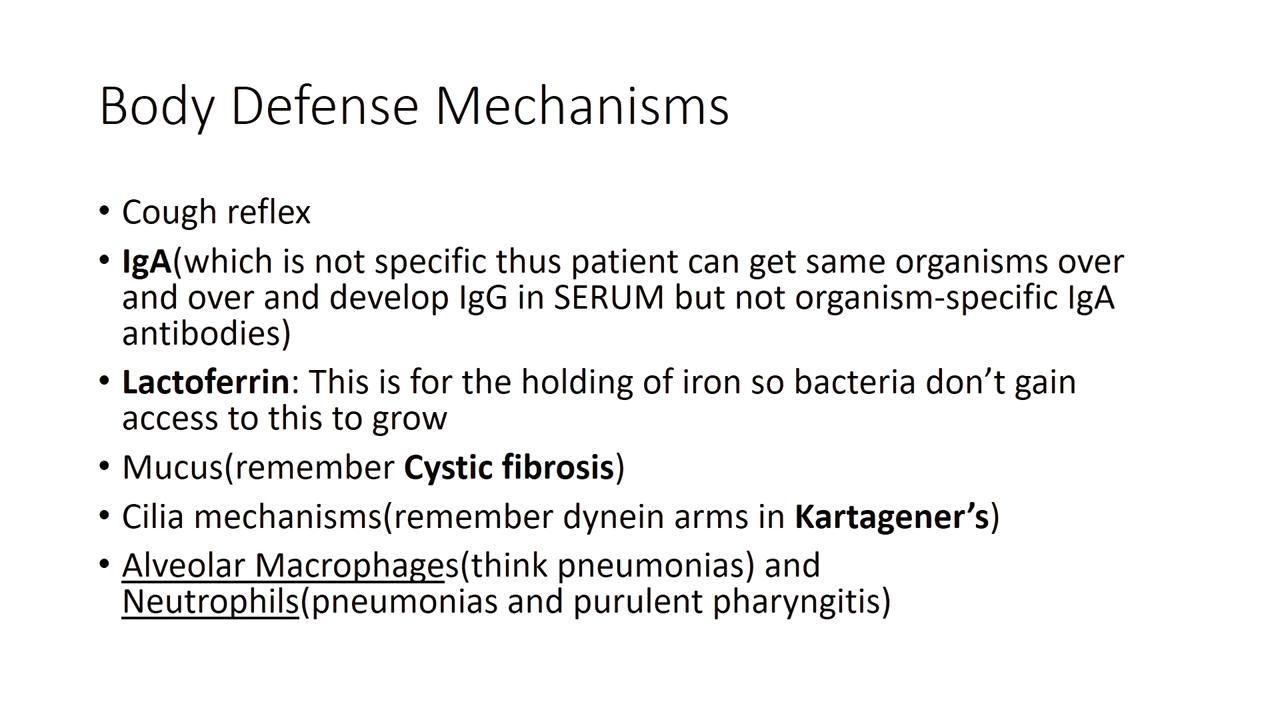 Body Defense Mechanisms
• Cough reflex
• IgA(which is not specific thus patient can get same organisms over
and over and develop IgG in SERUM but not organism-specific IgA
antibodies)
• Lactoferrin: This is for the holding of iron so bacteria don’t gain
access to this to grow
• Mucus(remember Cystic fibrosis)
• Cilia mechanisms(remember dynein arms in Kartagener’s)
• Alveolar Macrophages(think pneumonias) and
Neutrophils(pneumonias and purulent pharyngitis)